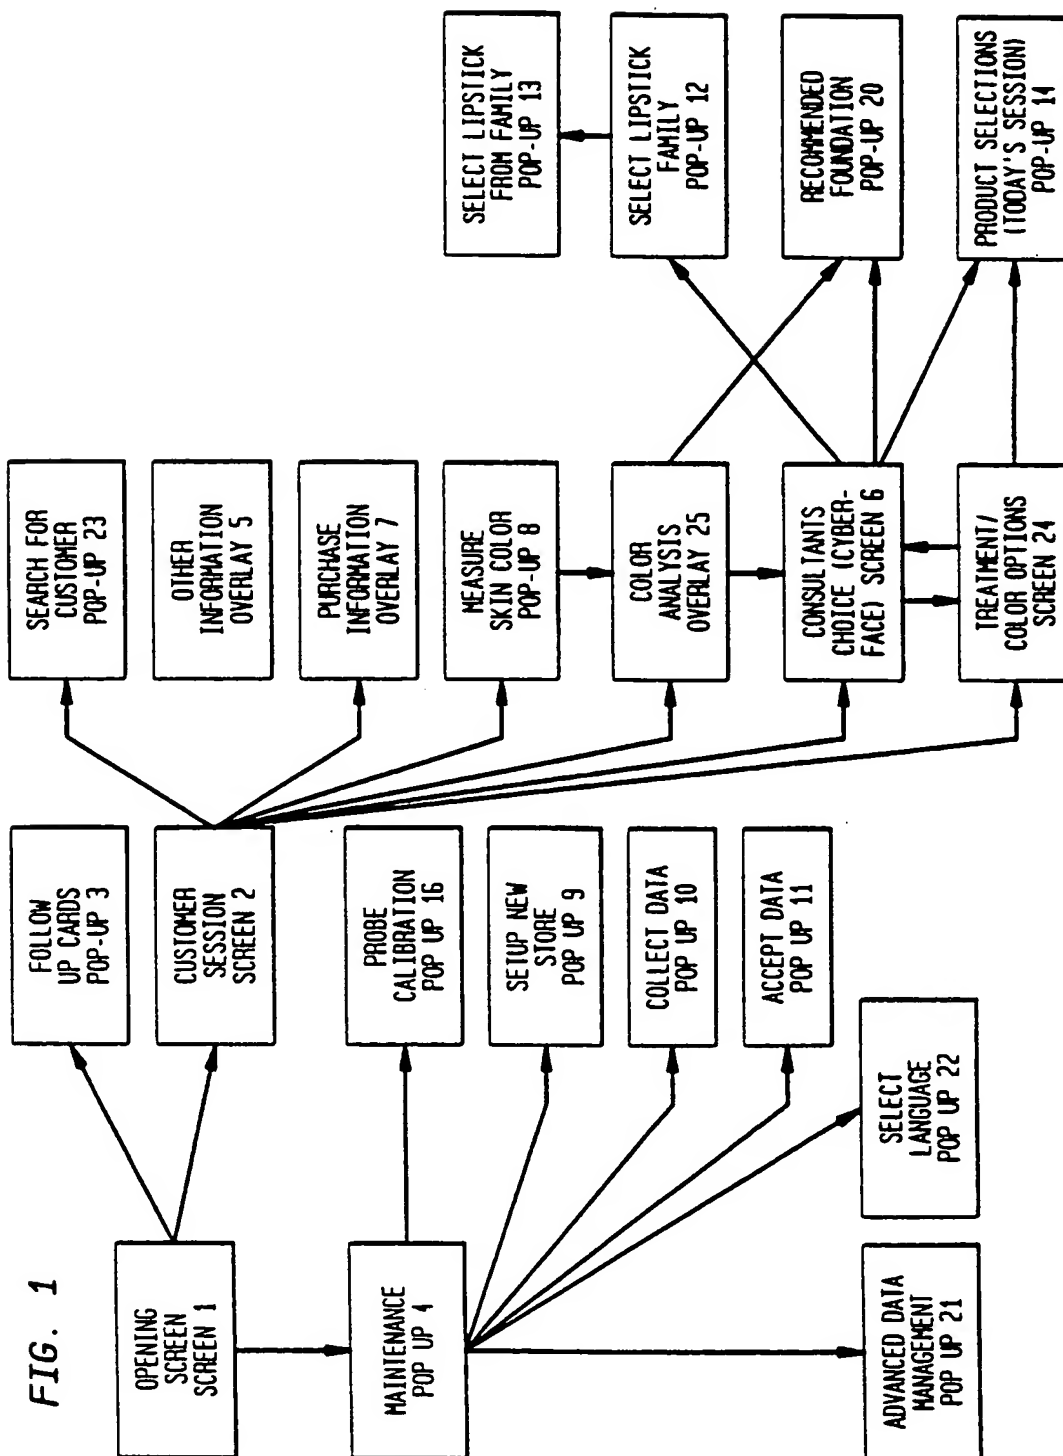 FIG. 1
OPENING
SCREEN
SCREEN 1
MAINTENANCE
POP UP 4
ADVANCED DATA
MANAGEMENT
POP UP 21
FOLLOW
UP CARDS
POP-UP 3
CUSTOMER
SESSION
SCREEN 2
PROBE
CALIBRATION
POP UP 16
SETUP NEW
STORE
POP UP 9
COLLECT DATA
POP UP 10
ACCEPT DATA
POP UP 11
SELECT
LANGUAGE
POP UP 22
SEARCH FOR
CUSTOMER
POP-UP 23
OTHER
INFORMATION
OVERLAY 5
PURCHASE
INFORMATION
OVERLAY 7
MEASURE
SKIN COLOR
POP-UP 8
COLOR
ANALYSIS
OVERLAY 25
CONSULTANTS
CHOICE (CYBER-
FACE) SCREEN 6
TREATMENT/
COLOR OPTIONS
SCREEN 24
SELECT LIPSTICK
FROM FAMILY
POP-UP 13
SELECT LIPSTICK
FAMILY
POP-UP 12
RECOMMENDED
FOUNDATION
POP-UP 20
PRODUCT SELECTIONS
(TODAY'S SESSION)
POP-UP 14